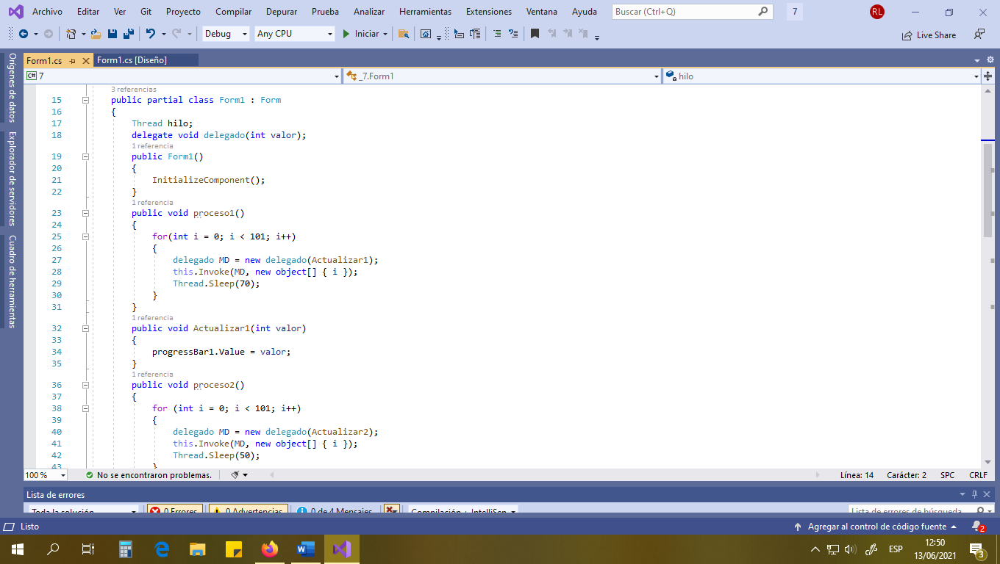 Archivo Editar Ver Git Proyecto Compilar Depurar Prueba Analizar Herramientas Extensiones Ventana Ayuda Buscar (Ctrl+Q) 7 RL
Debug Any CPU Iniciar Live Share
Form1.cs Form1.cs [Diseño]
C# 7 _7.Form1 hilo
Orígenes de datos
Explorador de servidores
Cuadro de herramientas
3 referencias
15 public partial class Form1 : Form
16 {
17 Thread hilo;
18 delegate void delegado(int valor);
1 referencia
19 public Form1()
20 {
21 InitializeComponent();
22 }
1 referencia
23 public void proceso1()
24 {
25 for(int i = 0; i < 101; i++)
26 {
27 delegado MD = new delegado(Actualizar1);
28 this.Invoke(MD, new object[] { i });
29 Thread.Sleep(70);
30 }
31 }
1 referencia
32 public void Actualizar1(int valor)
33 {
34 progressBar1.Value = valor;
35 }
1 referencia
36 public void proceso2()
37 {
38 for (int i = 0; i < 101; i++)
39 {
40 delegado MD = new delegado(Actualizar2);
41 this.Invoke(MD, new object[] { i });
42 Thread.Sleep(50);
43 }
100 % No se encontraron problemas. Línea: 14 Carácter: 2 SPC CRLF
Lista de errores
Toda la solución 0 Errores 0 Advertencias 0 de 4 Mensajes Compilación + IntelliSen Lista de errores de búsqueda
Listo Agregar al control de código fuente 2
ESP 12:50
13/06/2021 3